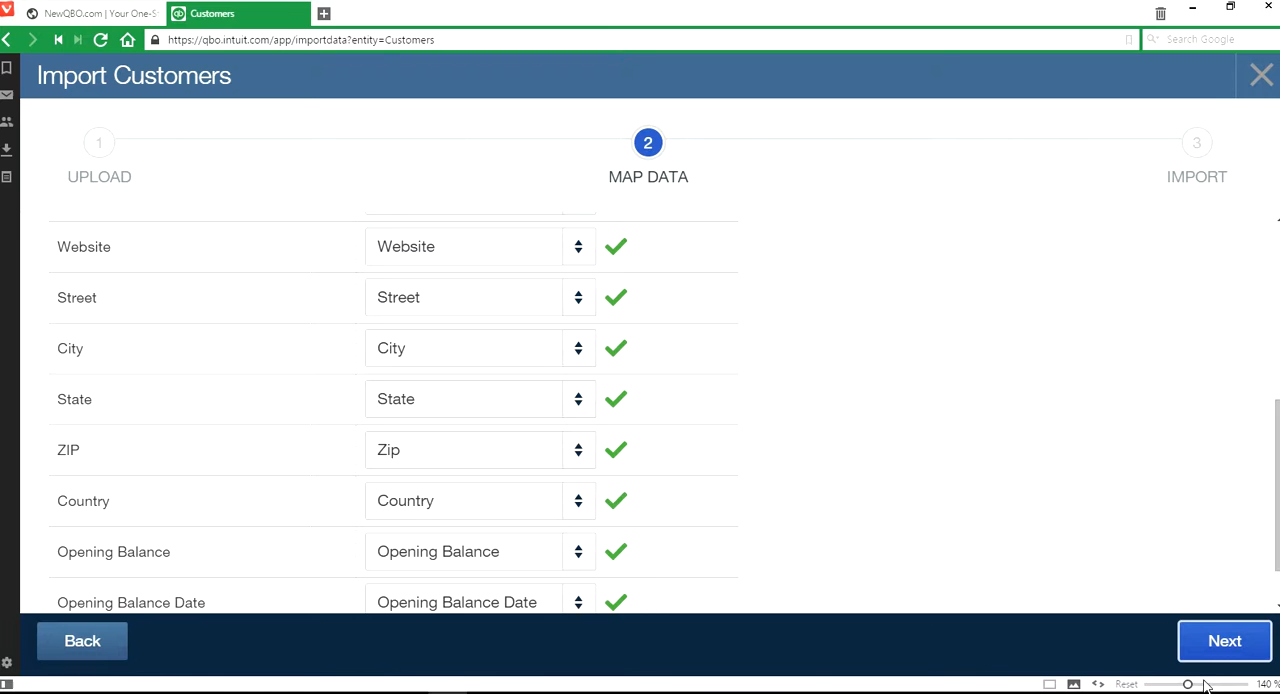 NewQBO.com | Your One-S
Customers
https://qbo.intuit.com/app/importdata?entity=Customers
Search Google
Import Customers
1
2
3
UPLOAD
MAP DATA
IMPORT
Website Website
Street Street
City City
State State
ZIP Zip
Country Country
Opening Balance Opening Balance
Opening Balance Date Opening Balance Date
Back
Next
Reset
140 %